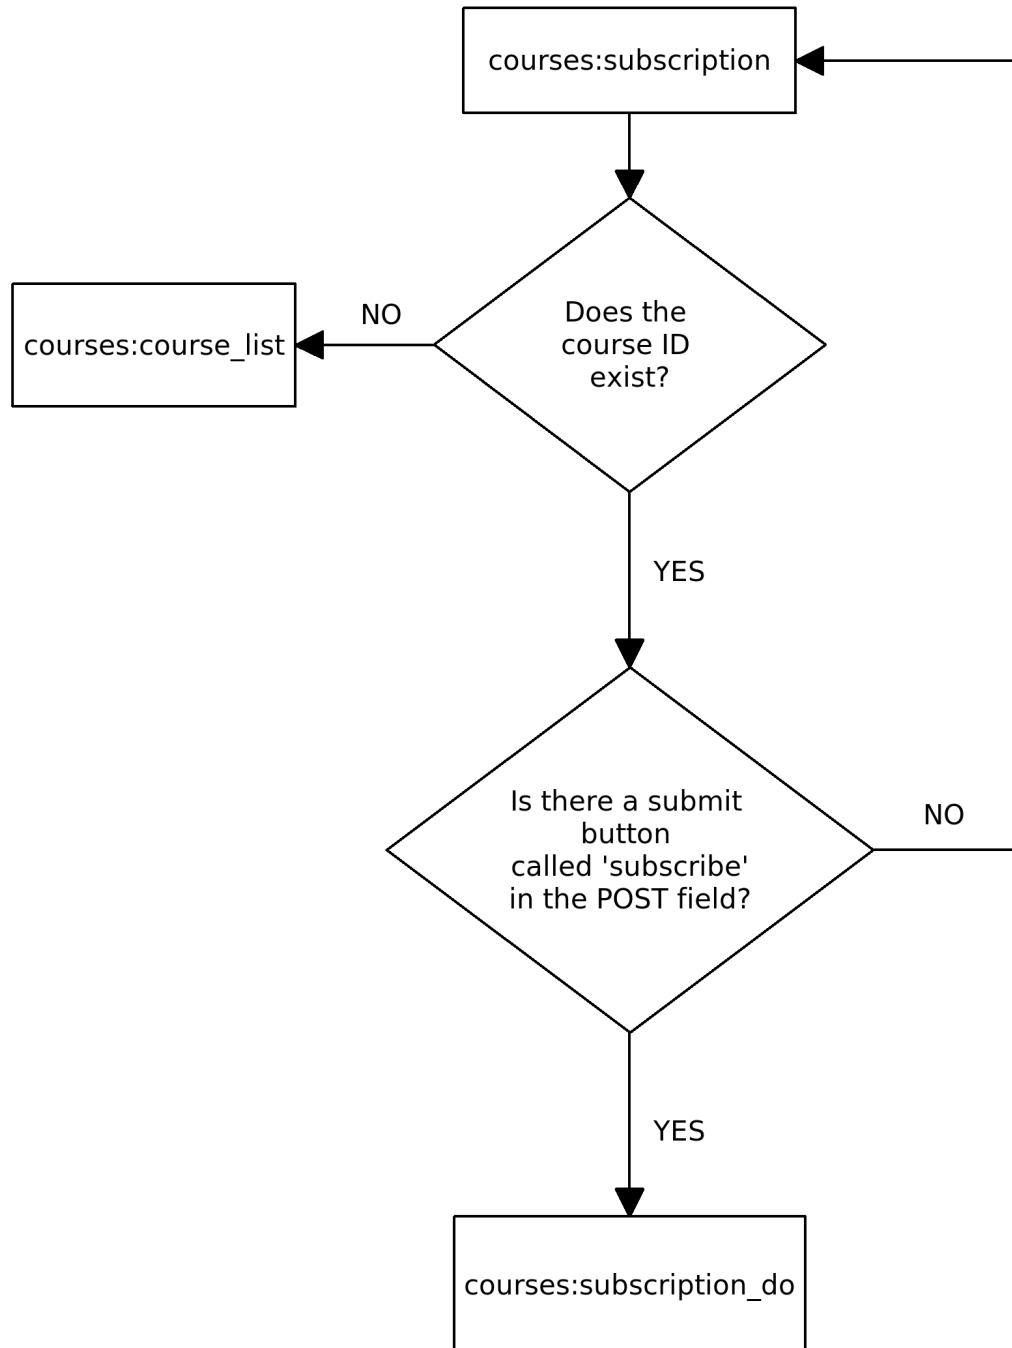 courses:subscription
Does the
course ID
exist?
NO
courses:course_list
YES
Is there a submit
button
called 'subscribe'
in the POST field?
NO
YES
courses:subscription_do